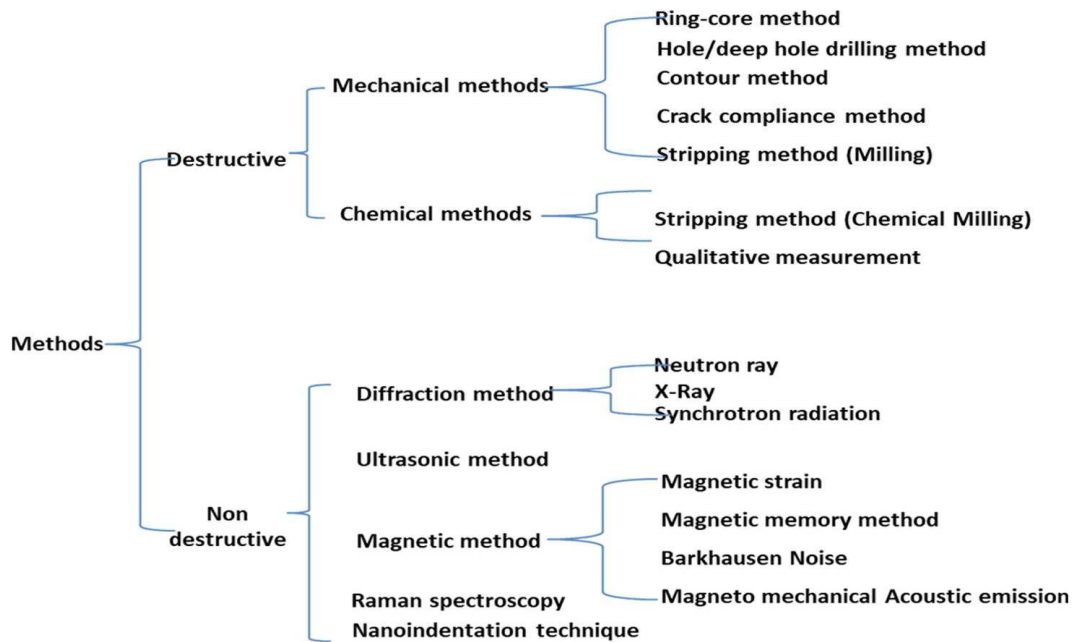 Methods
Destructive
Mechanical methods
Ring-core method
Hole/deep hole drilling method
Contour method
Crack compliance method
Stripping method (Milling)
Chemical methods
Stripping method (Chemical Milling)
Qualitative measurement
Non
destructive
Diffraction method
Neutron ray
X-Ray
Synchrotron radiation
Ultrasonic method
Magnetic method
Magnetic strain
Magnetic memory method
Barkhausen Noise
Magneto mechanical Acoustic emission
Raman spectroscopy
Nanoindentation technique